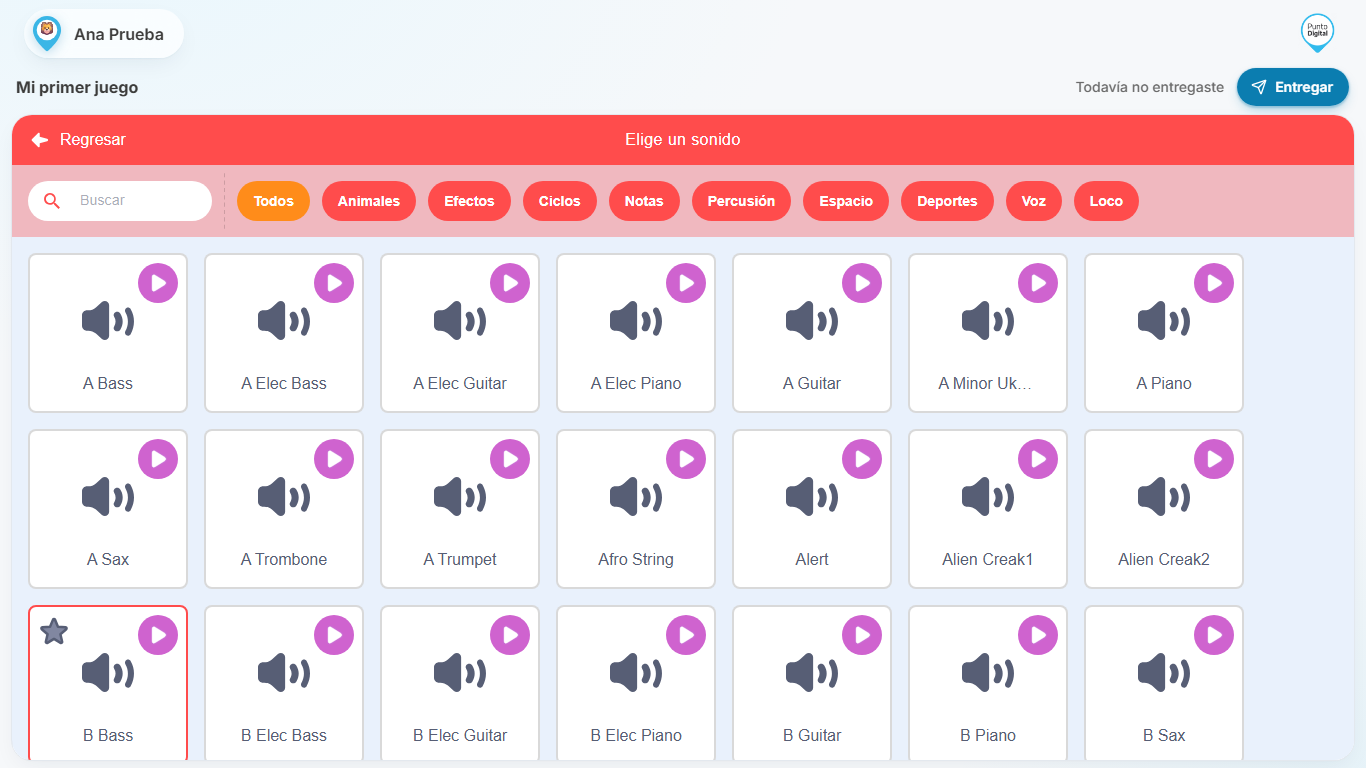 Ana Prueba
Punto
Digital
Mi primer juego
Todavía no entregaste
Entregar
Regresar
Elige un sonido
Buscar
Todos
Animales
Efectos
Ciclos
Notas
Percusión
Espacio
Deportes
Voz
Loco
A Bass
A Elec Bass
A Elec Guitar
A Elec Piano
A Guitar
A Minor Uk…
A Piano
A Sax
A Trombone
A Trumpet
Afro String
Alert
Alien Creak1
Alien Creak2
B Bass
B Elec Bass
B Elec Guitar
B Elec Piano
B Guitar
B Piano
B Sax